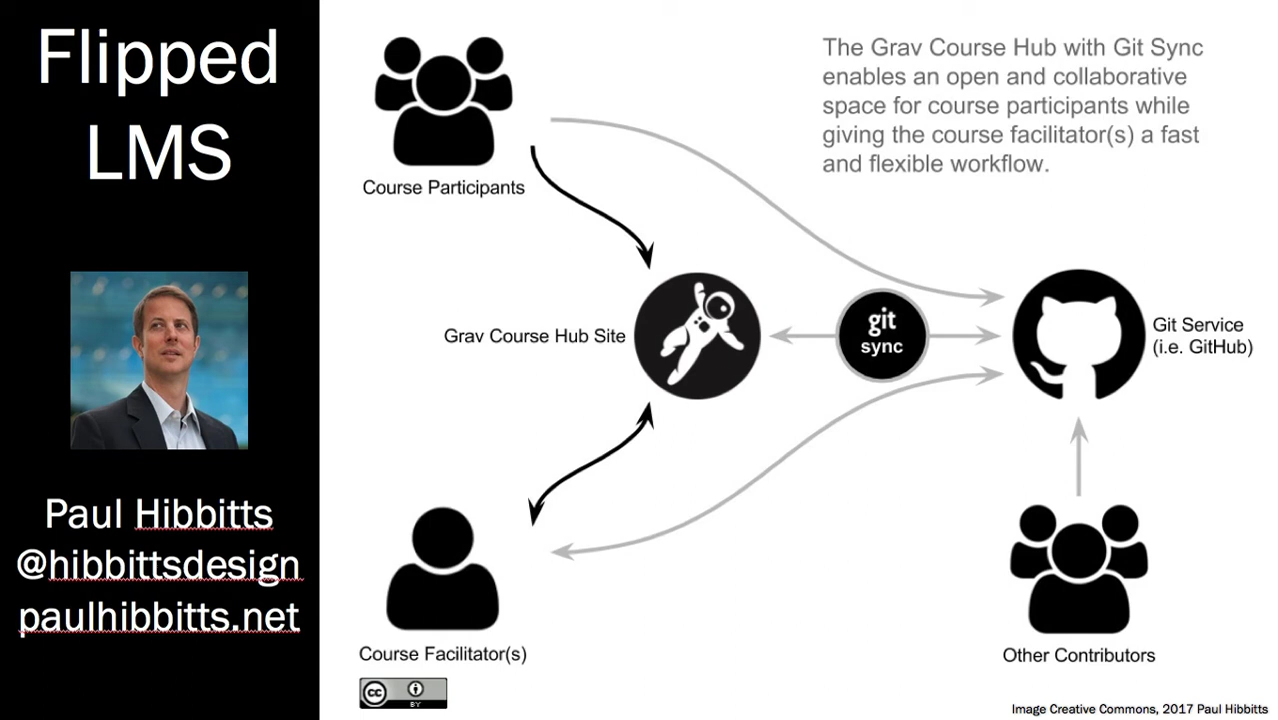 Flipped
LMS
Paul Hibbitts
@hibbittsdesign
paulhibbitts.net
The Grav Course Hub with Git Sync
enables an open and collaborative
space for course participants while
giving the course facilitator(s) a fast
and flexible workflow.
Course Participants
Grav Course Hub Site
git
sync
Git Service
(i.e. GitHub)
Course Facilitator(s)
Other Contributors
cc
BY
Image Creative Commons, 2017 Paul Hibbitts